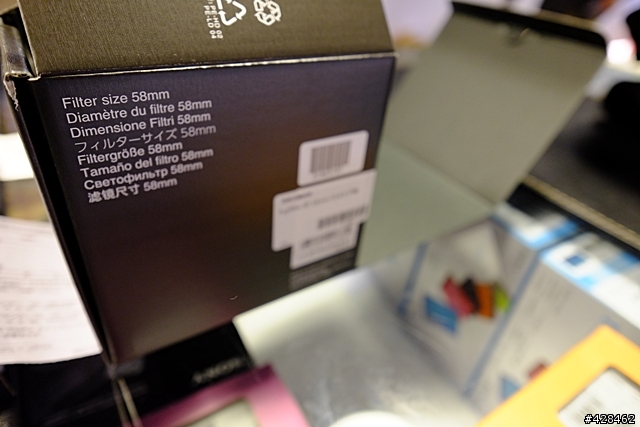 Filter size 58mm
Diamètre du filtre 58mm
Dimensione Filtri 58mm
フィルターサイズ 58mm
Filtergröße 58mm
Tamaño del filtro 58mm
Светофильтр 58mm
滤镜尺寸 58mm
#428462